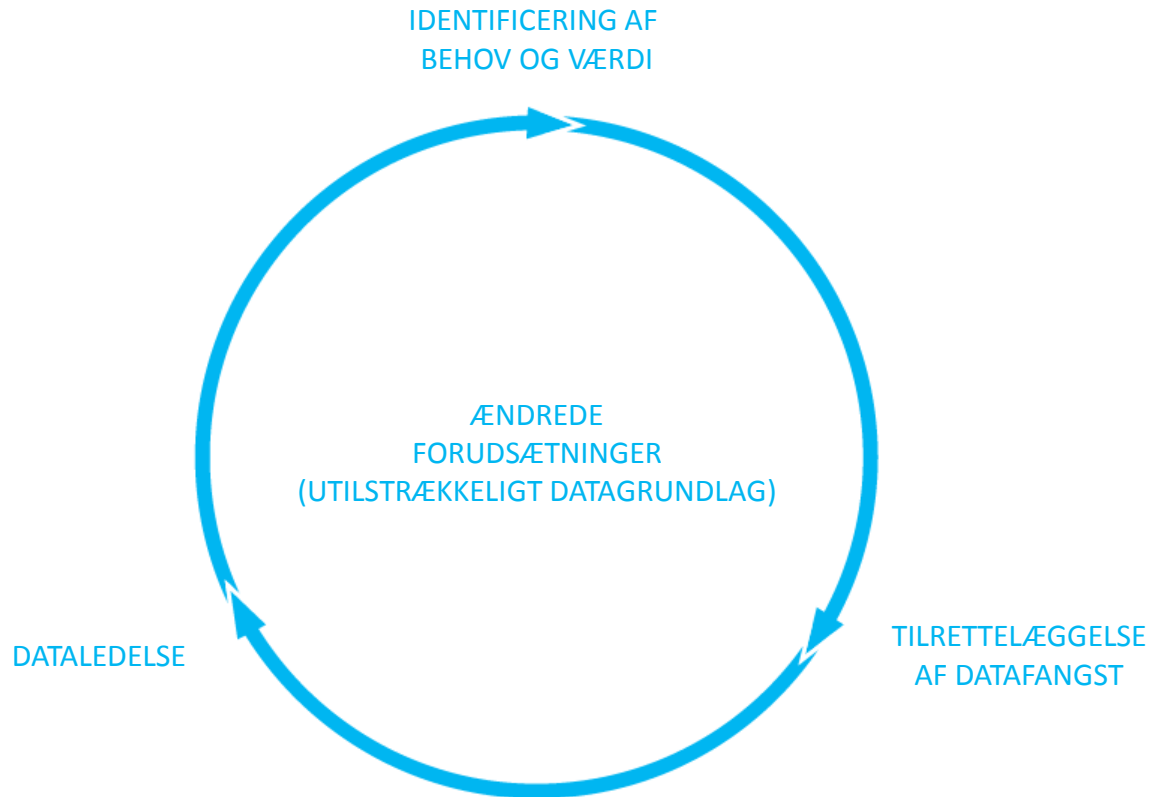 IDENTIFICERING AF
BEHOV OG VÆRDI
ÆNDREDE
FORUDSÆTNINGER
(UTILSTRÆKKELIGT DATAGRUNDLAG)
DATALEDELSE
TILRETTELÆGGELSE
AF DATAFANGST